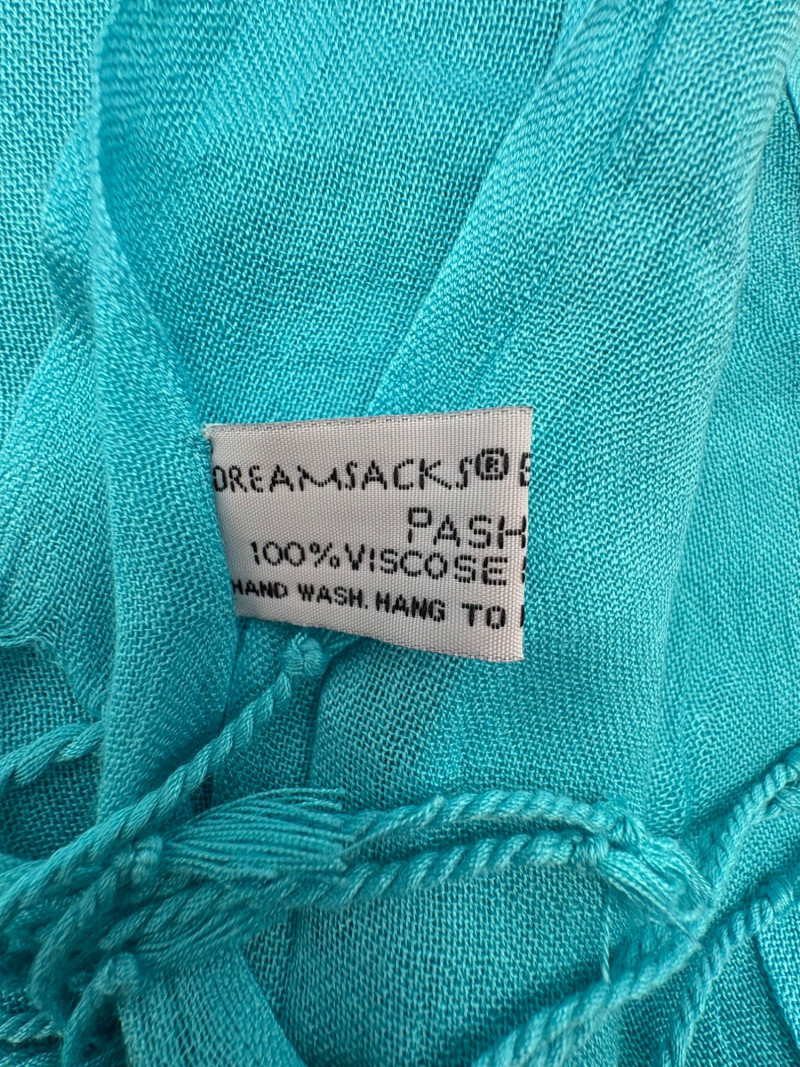 DREAMSACKS®
PASH
100% VISCOSE
HAND WASH. HANG TO